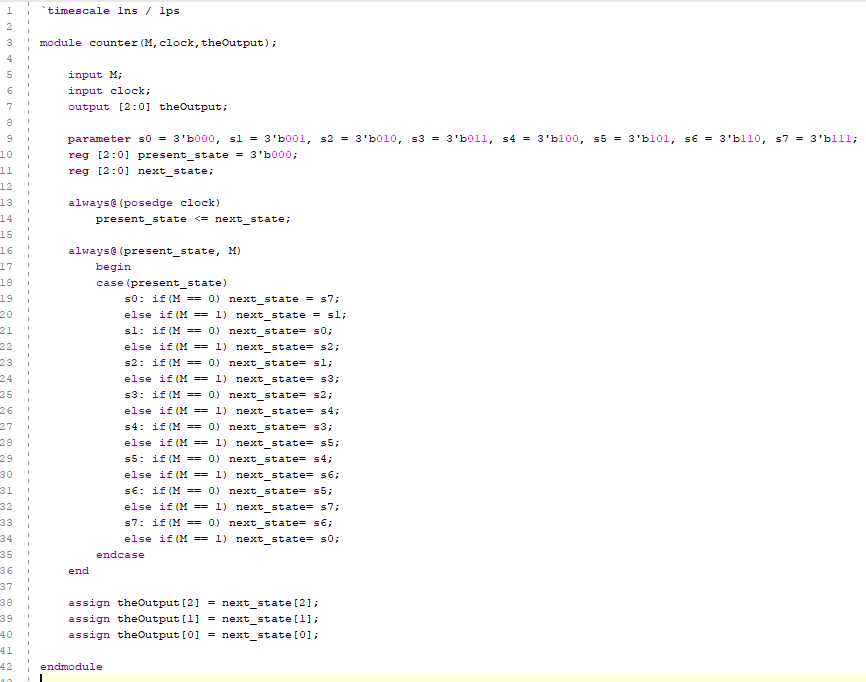 1 `timescale 1ns / 1ps
2
3 module counter(M,clock,theOutput);
4
5 input M;
6 input clock;
7 output [2:0] theOutput;
8
9 parameter s0 = 3'b000, s1 = 3'b001, s2 = 3'b010, s3 = 3'b011, s4 = 3'b100, s5 = 3'b101, s6 = 3'b110, s7 = 3'b111;
10 reg [2:0] present_state = 3'b000;
11 reg [2:0] next_state;
12
13 always@(posedge clock)
14 present_state <= next_state;
15
16 always@(present_state, M)
17 begin
18 case(present_state)
19 s0: if(M == 0) next_state = s7;
20 else if(M == 1) next_state = s1;
21 s1: if(M == 0) next_state= s0;
22 else if(M == 1) next_state= s2;
23 s2: if(M == 0) next_state= s1;
24 else if(M == 1) next_state= s3;
25 s3: if(M == 0) next_state= s2;
26 else if(M == 1) next_state= s4;
27 s4: if(M == 0) next_state= s3;
28 else if(M == 1) next_state= s5;
29 s5: if(M == 0) next_state= s4;
30 else if(M == 1) next_state= s6;
31 s6: if(M == 0) next_state= s5;
32 else if(M == 1) next_state= s7;
33 s7: if(M == 0) next_state= s6;
34 else if(M == 1) next_state= s0;
35 endcase
36 end
37
38 assign theOutput[2] = next_state[2];
39 assign theOutput[1] = next_state[1];
40 assign theOutput[0] = next_state[0];
41
42 endmodule